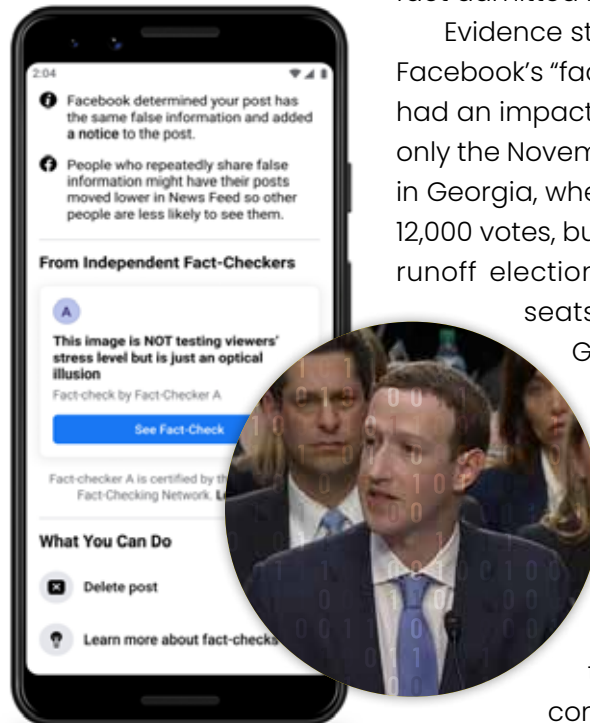 Evidence
Facebook's "fac
had an impact
only the Novem
in Georgia, whe
12,000 votes, bu
runoff election
seats
G
con
2:04
Facebook determined your post has
the same false information and added
a notice to the post.
People who repeatedly share false
information might have their posts
moved lower in News Feed so other
people are less likely to see them.
From Independent Fact-Checkers
A
This image is NOT testing viewers'
stress level but is just an optical
illusion
Fact-check by Fact-Checker A
See Fact-Check
Fact-checker A is certified by th
Fact-Checking Network.
What You Can Do
Delete post
Learn more about fact-checks